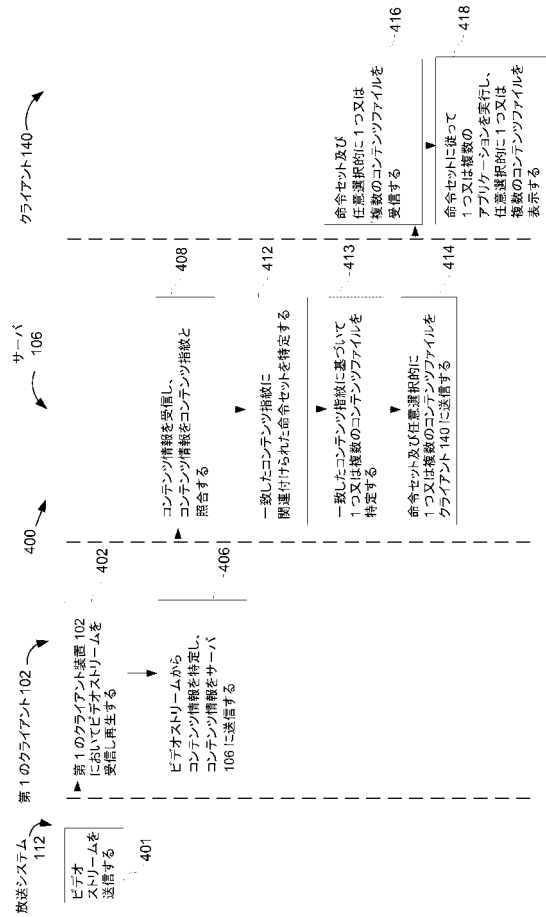 400
放送システム
112
第1のクライアント102
サーバ
106
クライアント140
ビデオ
ストリームを
送信する
401
第1のクライアント装置102
においてビデオストリームを
受信し再生する
402
ビデオストリームから
コンテンツ情報を特定し、
コンテンツ情報をサーバ
106に送信する
406
コンテンツ情報を受信し、
コンテンツ情報をコンテンツ指紋と
照合する
408
一致したコンテンツ指紋に
関連付けられた命令セットを特定する
412
一致したコンテンツ指紋に基づいて
1つ又は複数のコンテンツファイルを
特定する
413
命令セット及び任意選択的に
1つ又は複数のコンテンツファイルを
クライアント140に送信する
414
命令セット及び
任意選択的に1つ又は
複数のコンテンツファイルを
受信する
416
命令セットに従って
1つ又は複数の
アプリケーションを実行し、
任意選択的に1つ又は
複数のコンテンツファイルを
表示する
418